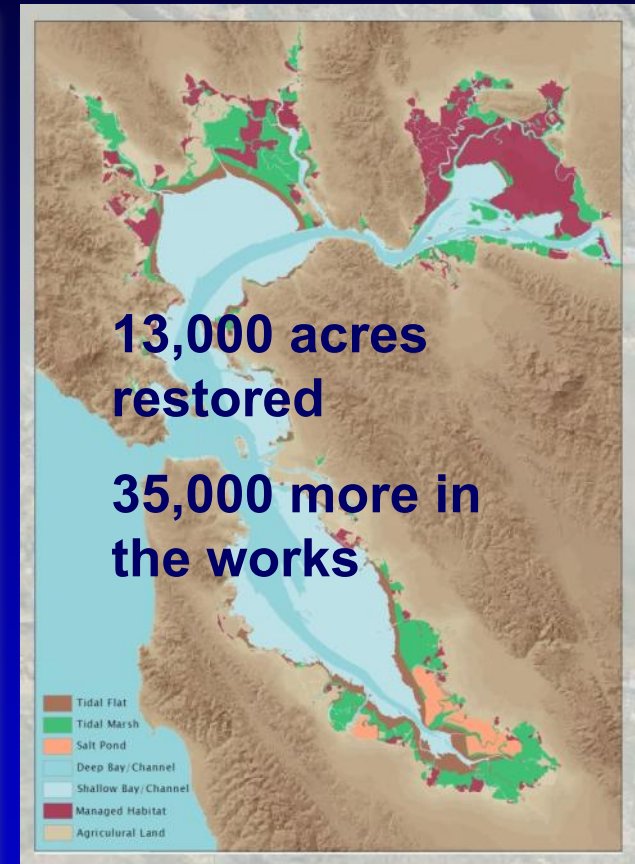 13,000 acres
restored
35,000 more in
the works
Tidal Flat
Tidal Marsh
Salt Pond
Deep Bay/Channel
Shallow Bay/Channel
Managed Habitat
Agriculural Land